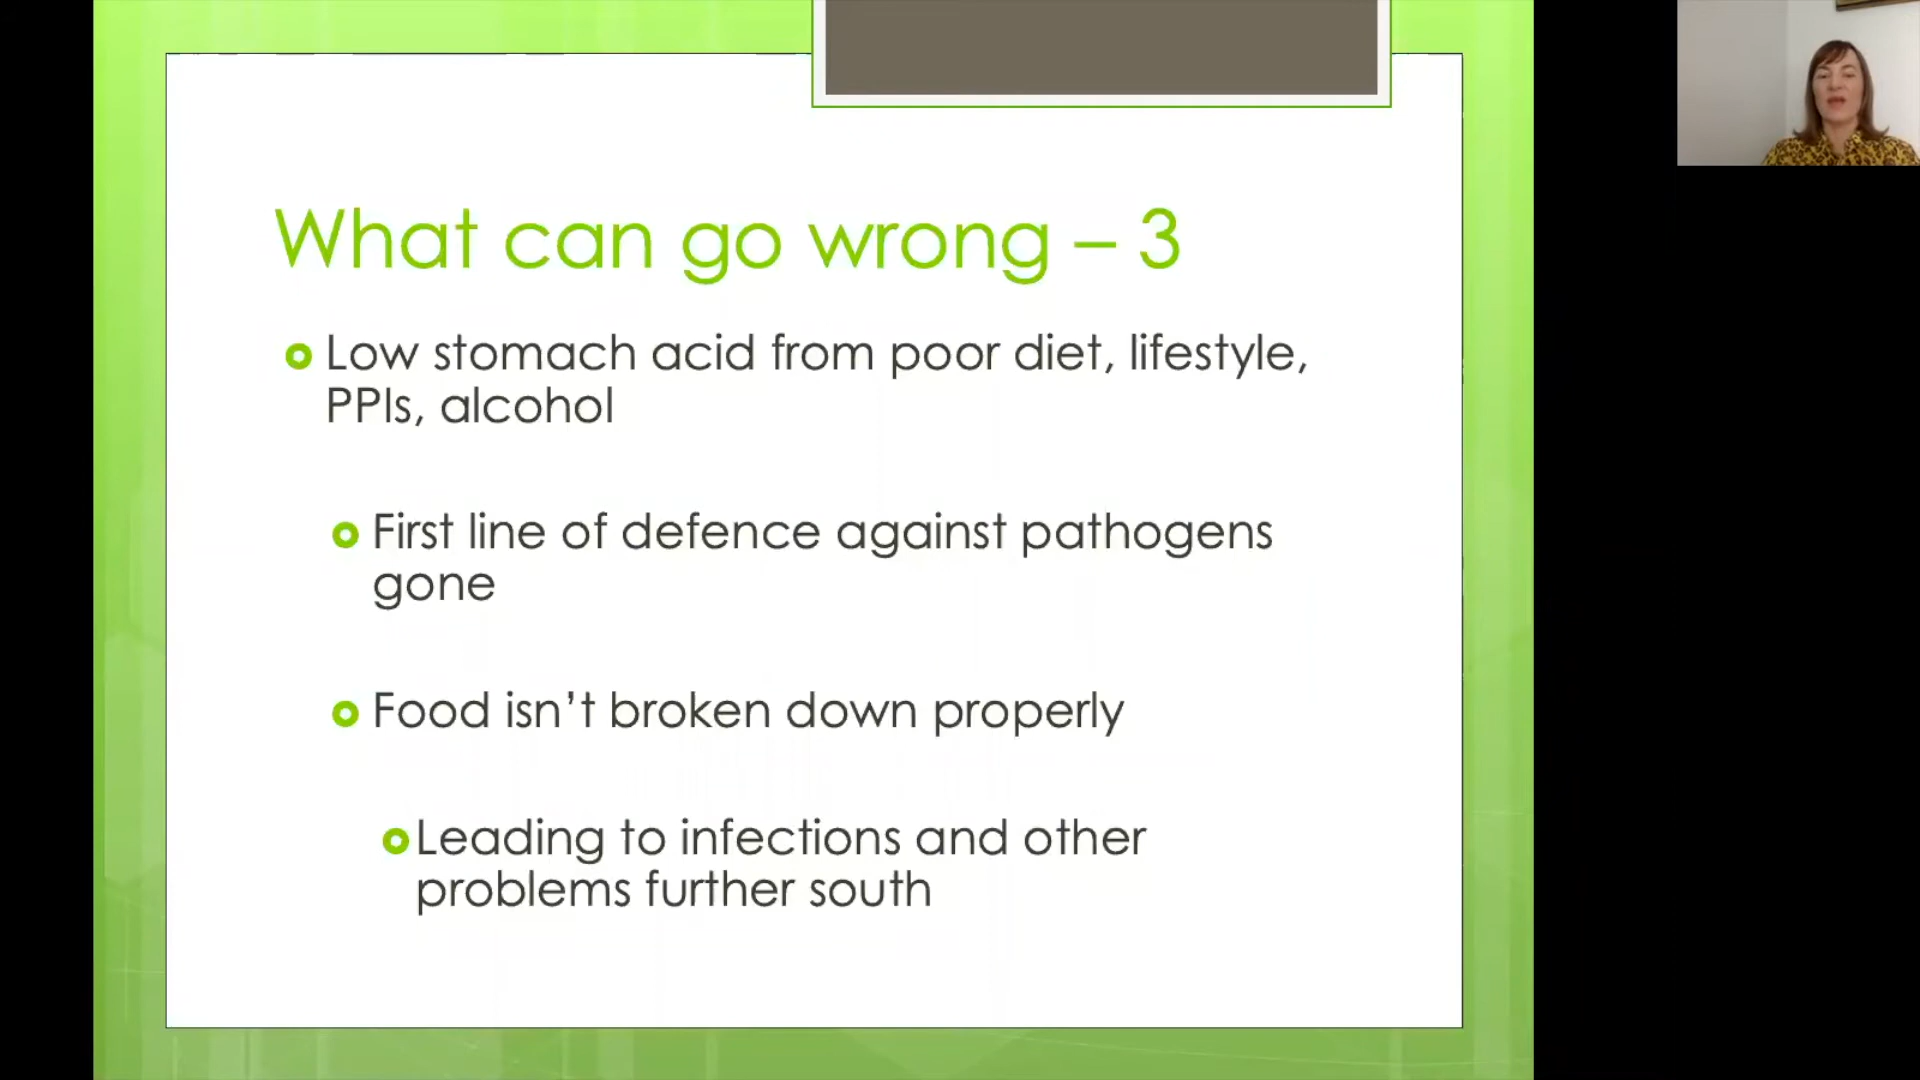 What can go wrong – 3
Low stomach acid from poor diet, lifestyle,
PPIs, alcohol
First line of defence against pathogens
gone
Food isn’t broken down properly
Leading to infections and other
problems further south